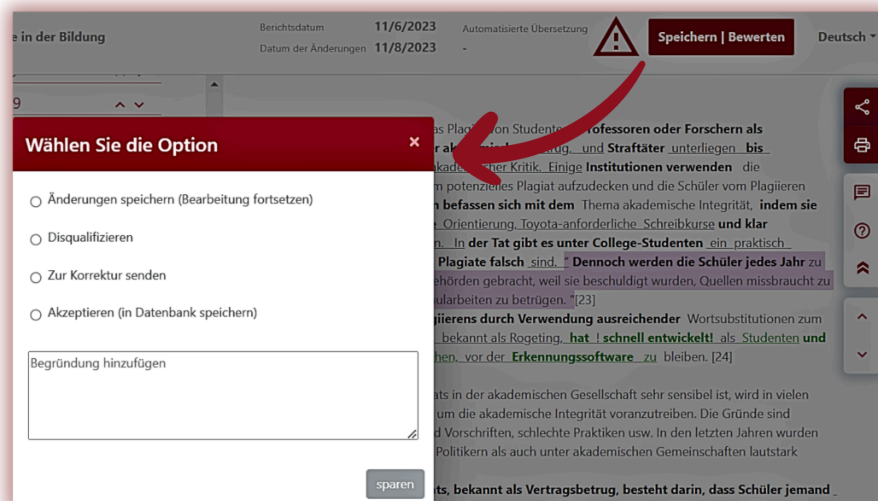 e in der Bildung
Berichtsdatum 11/6/2023
Datum der Änderungen 11/8/2023
Automatisierte Übersetzung
-
Speichern | Bewerten
Deutsch
9
Wählen Sie die Option ×
Änderungen speichern (Bearbeitung fortsetzen)
Disqualifizieren
Zur Korrektur senden
Akzeptieren (in Datenbank speichern)
Begründung hinzufügen
sparen
as Plagi von Studente rofessoren oder Forschern als
und Straftäter unterliegen bis
akade cher Kritik. Einige Institutionen verwenden die
m potenzielles Plagiat aufzudecken und die Schüler vom Plagiieren
n befassen sich mit dem Thema akademische Integrität, indem sie
e Orientierung, Toyota-anforderliche Schreibkurse und klar
n. In der Tat gibt es unter College-Studenten ein praktisch
Plagiate falsch sind. " Dennoch werden die Schüler jedes Jahr zu
ehörden gebracht, weil sie beschuldigt wurden, Quellen missbraucht zu
ularbeiten zu betrügen. "[23]
giierens durch Verwendung ausreichender Wortsubstitutionen zum
bekannt als Rogeting, hat ! schnell entwickelt! als Studenten und
hen, vor der Erkennungssoftware zu bleiben. [24]
ats in der akademischen Gesellschaft sehr sensibel ist, wird in vielen
um die akademische Integrität voranzutreiben. Die Gründe sind
d Vorschriften, schlechte Praktiken usw. In den letzten Jahren wurden
Politikern als auch unter akademischen Gemeinschaften lautstark
ts, bekannt als Vertragsbetrug, besteht darin, dass Schüler jemand